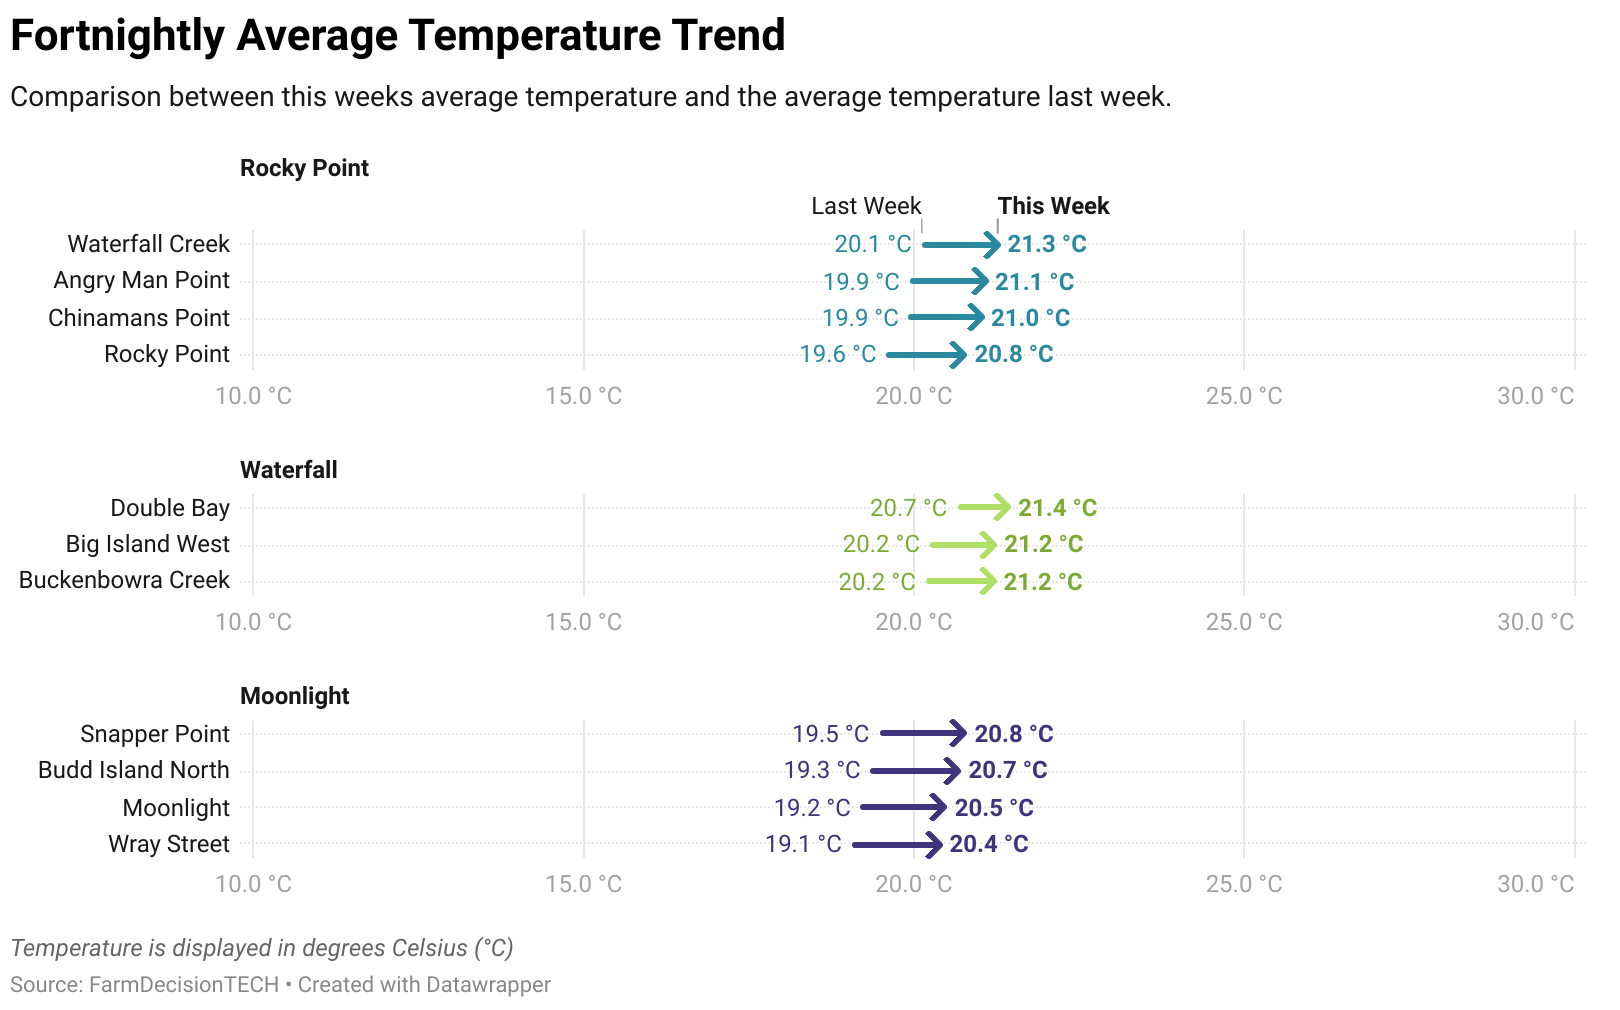 Fortnightly Average Temperature Trend
Comparison between this weeks average temperature and the average temperature last week.
Rocky Point
Last Week This Week
Waterfall Creek 20.1 °C 21.3 °C
Angry Man Point 19.9 °C 21.1 °C
Chinamans Point 19.9 °C 21.0 °C
Rocky Point 19.6 °C 20.8 °C
10.0 °C 15.0 °C 20.0 °C 25.0 °C 30.0 °C
Waterfall
Double Bay 20.7 °C 21.4 °C
Big Island West 20.2 °C 21.2 °C
Buckenbowra Creek 20.2 °C 21.2 °C
10.0 °C 15.0 °C 20.0 °C 25.0 °C 30.0 °C
Moonlight
Snapper Point 19.5 °C 20.8 °C
Budd Island North 19.3 °C 20.7 °C
Moonlight 19.2 °C 20.5 °C
Wray Street 19.1 °C 20.4 °C
10.0 °C 15.0 °C 20.0 °C 25.0 °C 30.0 °C
Temperature is displayed in degrees Celsius (°C)
Source: FarmDecisionTECH • Created with Datawrapper